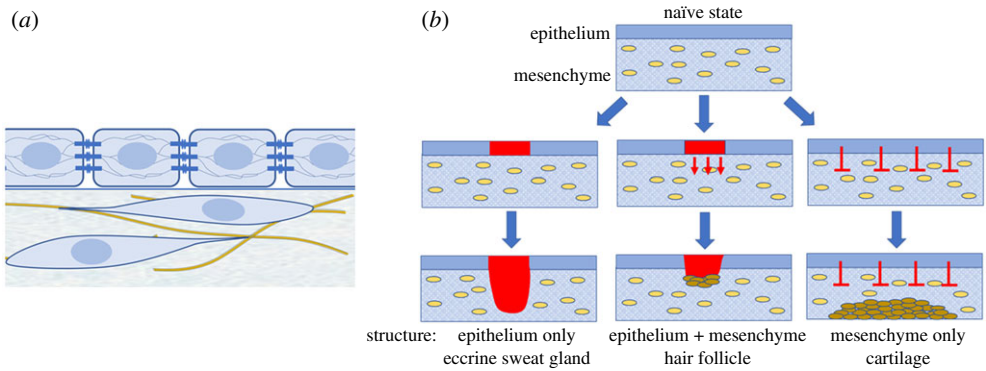 (a)
(b)
naïve state
epithelium
mesenchyme
structure: epithelium only epithelium + mesenchyme mesenchyme only
eccrine sweat gland hair follicle cartilage